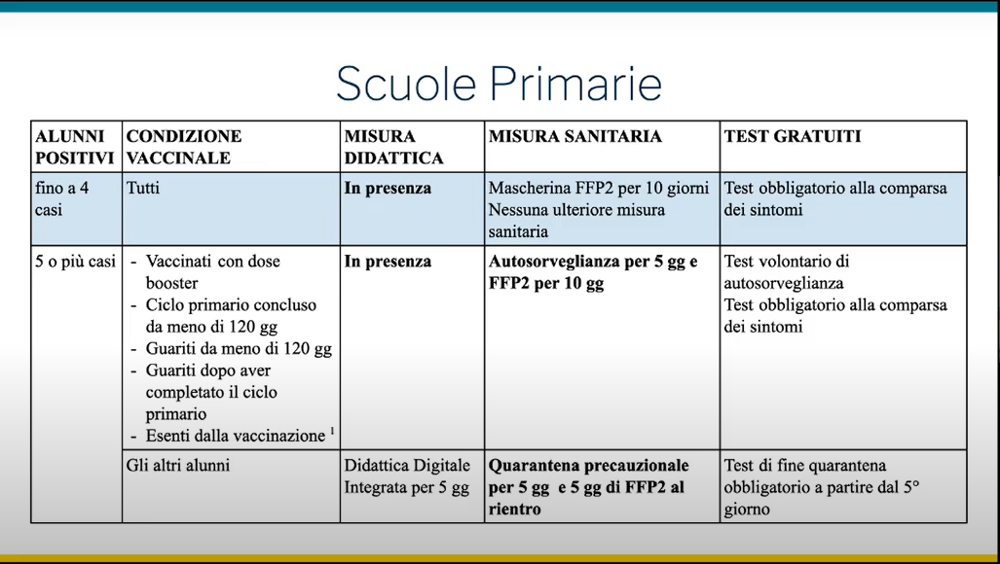 Scuole Primarie
ALUNNI POSITIVI
CONDIZIONE VACCINALE
MISURA DIDATTICA
MISURA SANITARIA
TEST GRATUITI
fino a 4
casi
Tutti
In presenza
Mascherina FFP2 per 10 giorni
Nessuna ulteriore misura
sanitaria
Test obbligatorio alla comparsa
dei sintomi
5 o più casi
- Vaccinati con dose
booster
- Ciclo primario concluso
da meno di 120 gg
- Guariti da meno di 120 gg
- Guariti dopo aver
completato il ciclo
primario
- Esenti dalla vaccinazione ¹
In presenza
Autosorveglianza per 5 gg e
FFP2 per 10 gg
Test volontario di
autosorveglianza
Test obbligatorio alla comparsa
dei sintomi
Gli altri alunni
Didattica Digitale
Integrata per 5 gg
Quarantena precauzionale
per 5 gg e 5 gg di FFP2 al
rientro
Test di fine quarantena
obbligatorio a partire dal 5°
giorno